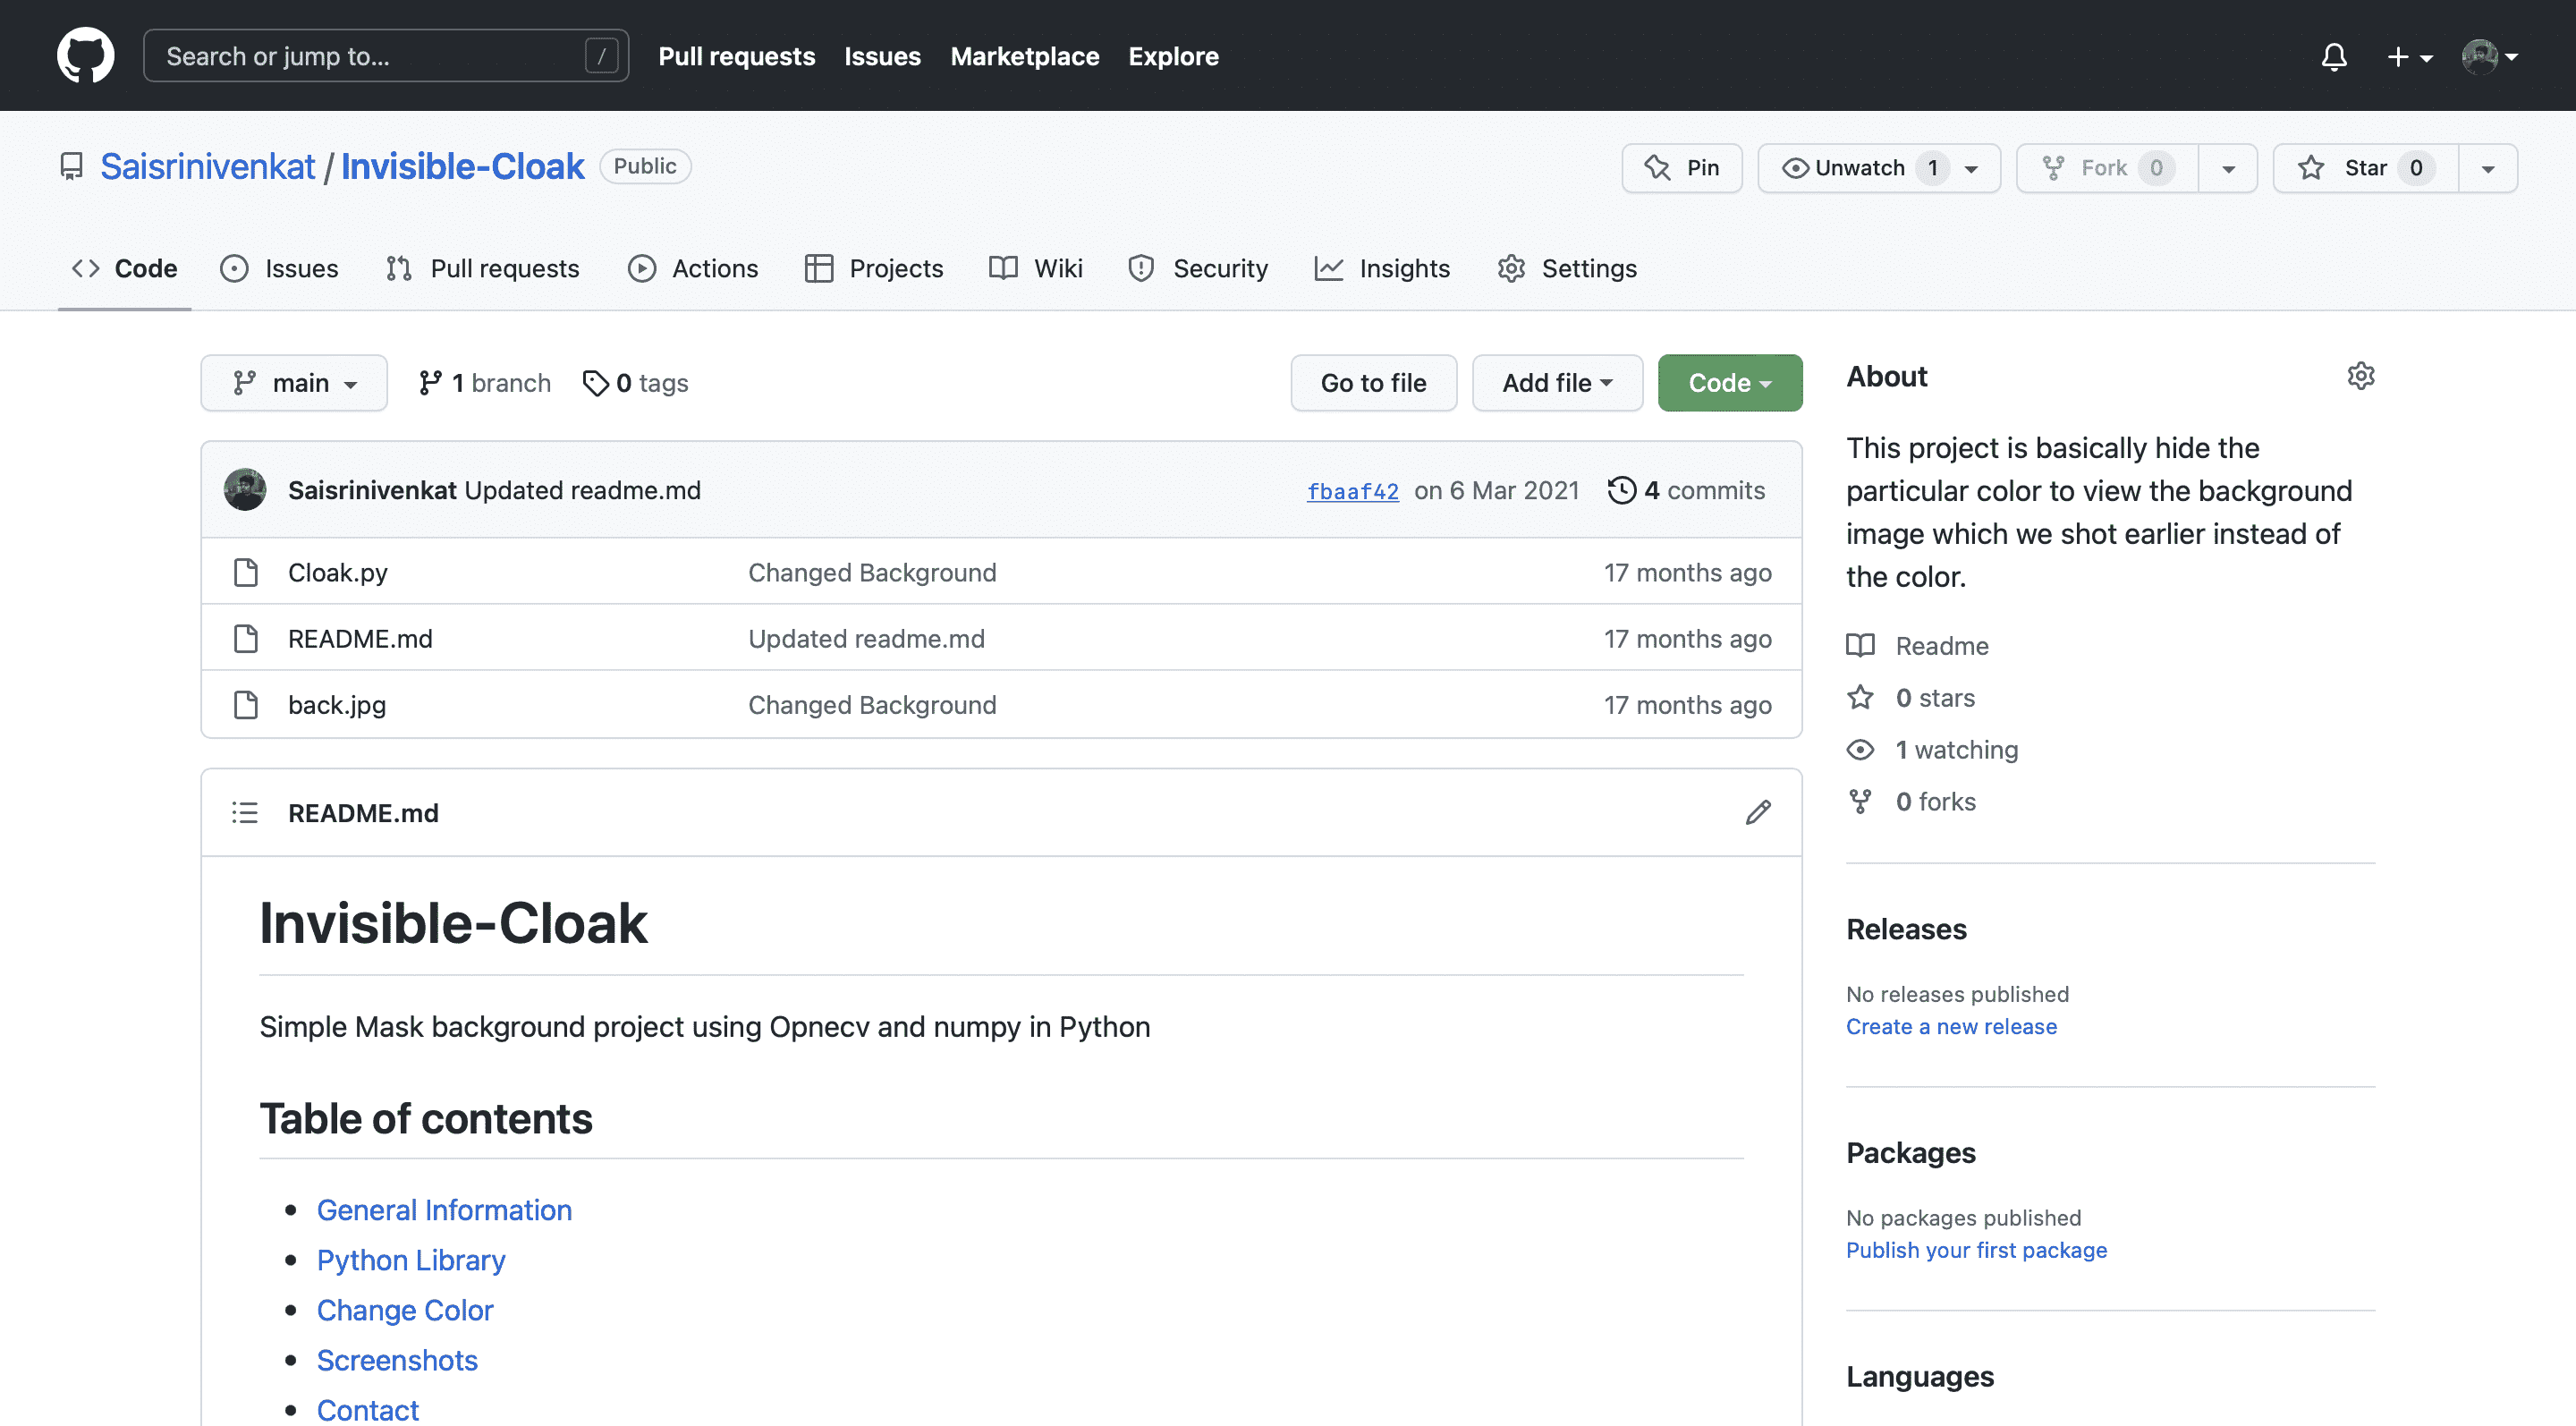 Search or jump to... /
Pull requests Issues Marketplace Explore
Saisrinivenkat / Invisible-Cloak Public
Pin
Unwatch 1
Fork 0
Star 0
Code Issues Pull requests Actions Projects Wiki Security Insights Settings
main 1 branch 0 tags
Go to file Add file Code
Saisrinivenkat Updated readme.md fbaaf42 on 6 Mar 2021 4 commits
Cloak.py Changed Background 17 months ago
README.md Updated readme.md 17 months ago
back.jpg Changed Background 17 months ago
README.md
Invisible-Cloak
Simple Mask background project using Opnecv and numpy in Python
Table of contents
General Information
Python Library
Change Color
Screenshots
Contact
About
This project is basically hide the
particular color to view the background
image which we shot earlier instead of
the color.
Readme
0 stars
1 watching
0 forks
Releases
No releases published
Create a new release
Packages
No packages published
Publish your first package
Languages